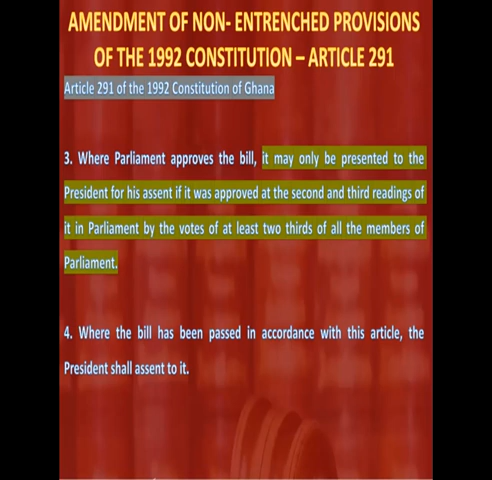 AMENDMENT OF NON- ENTRENCHED PROVISIONS
OF THE 1992 CONSTITUTION – ARTICLE 291
Article 291 of the 1992 Constitution of Ghana
3. Where Parliament approves the bill, it may only be presented to the
President for his assent if it was approved at the second and third readings of
it in Parliament by the votes of at least two thirds of all the members of
Parliament.
4. Where the bill has been passed in accordance with this article, the
President shall assent to it.